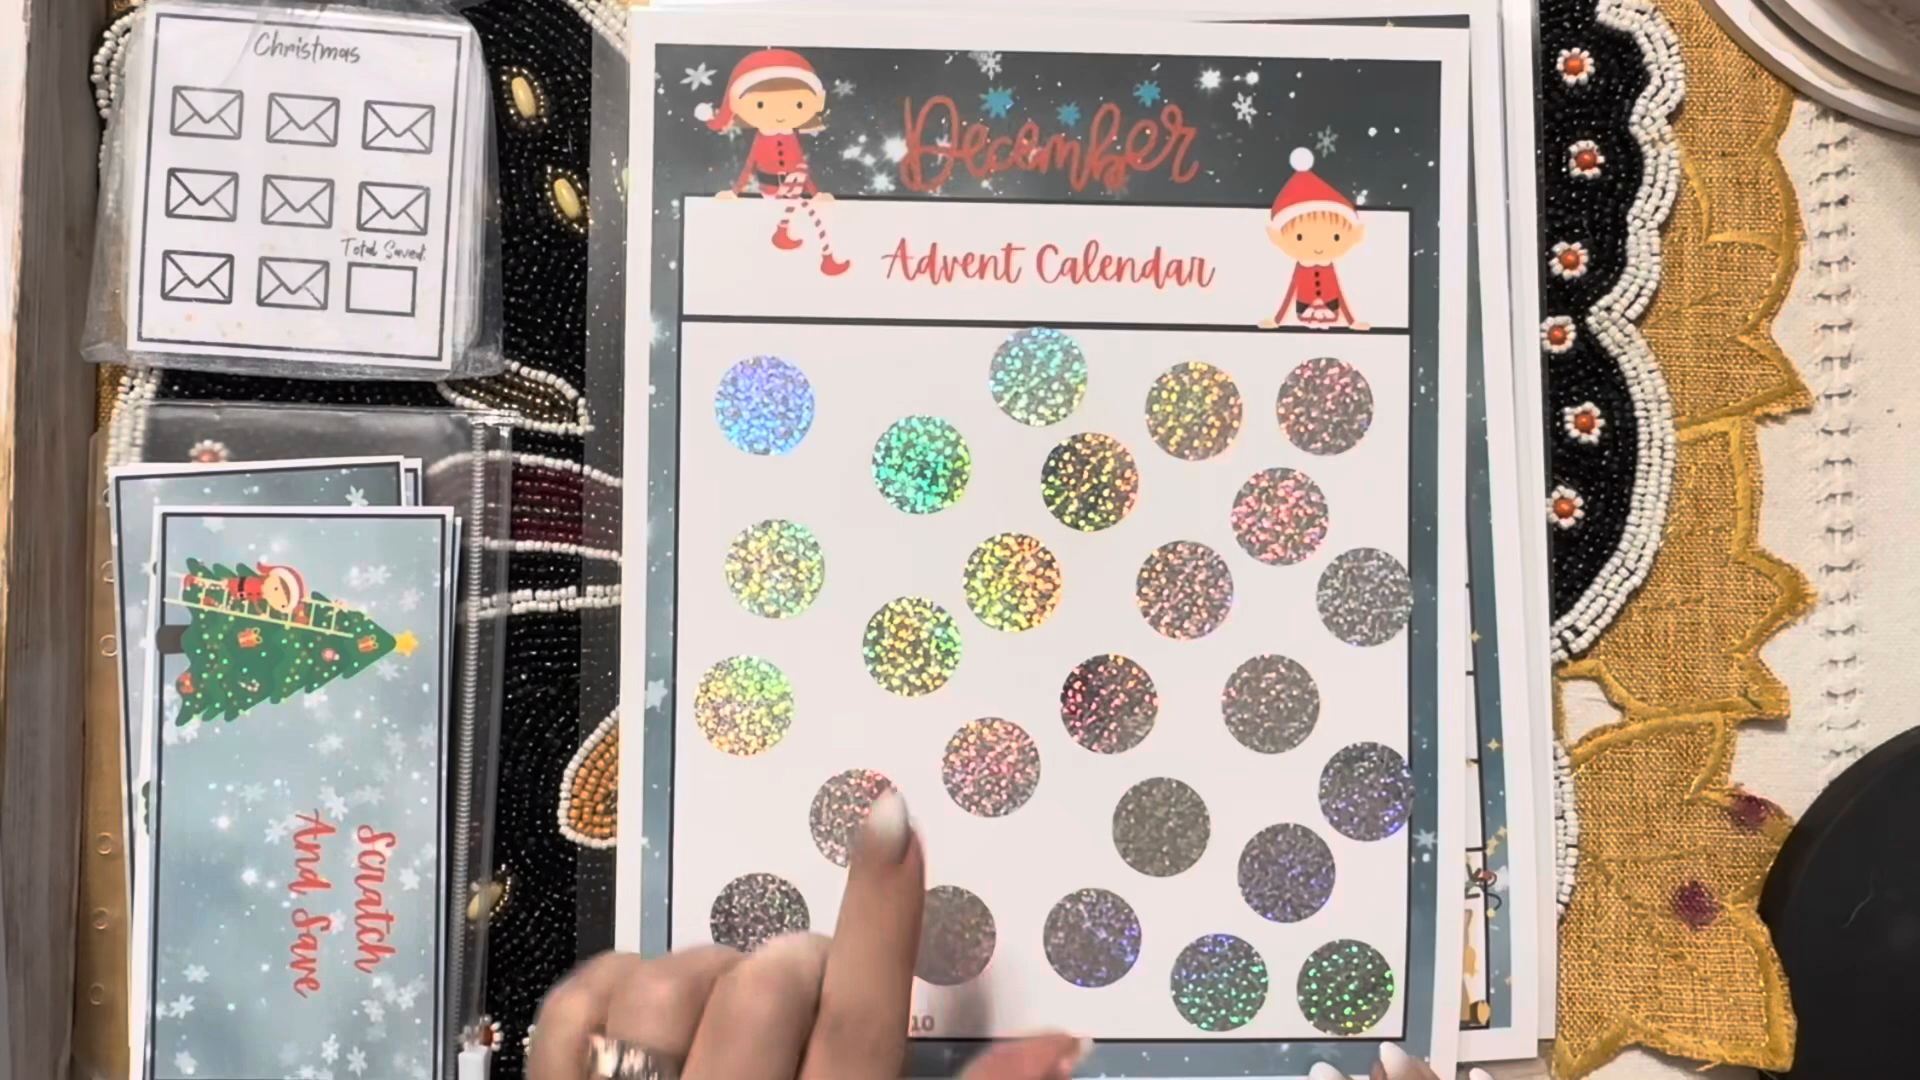 Christmas
Total Saved:
December
Advent Calendar
Scratch
And Save
10